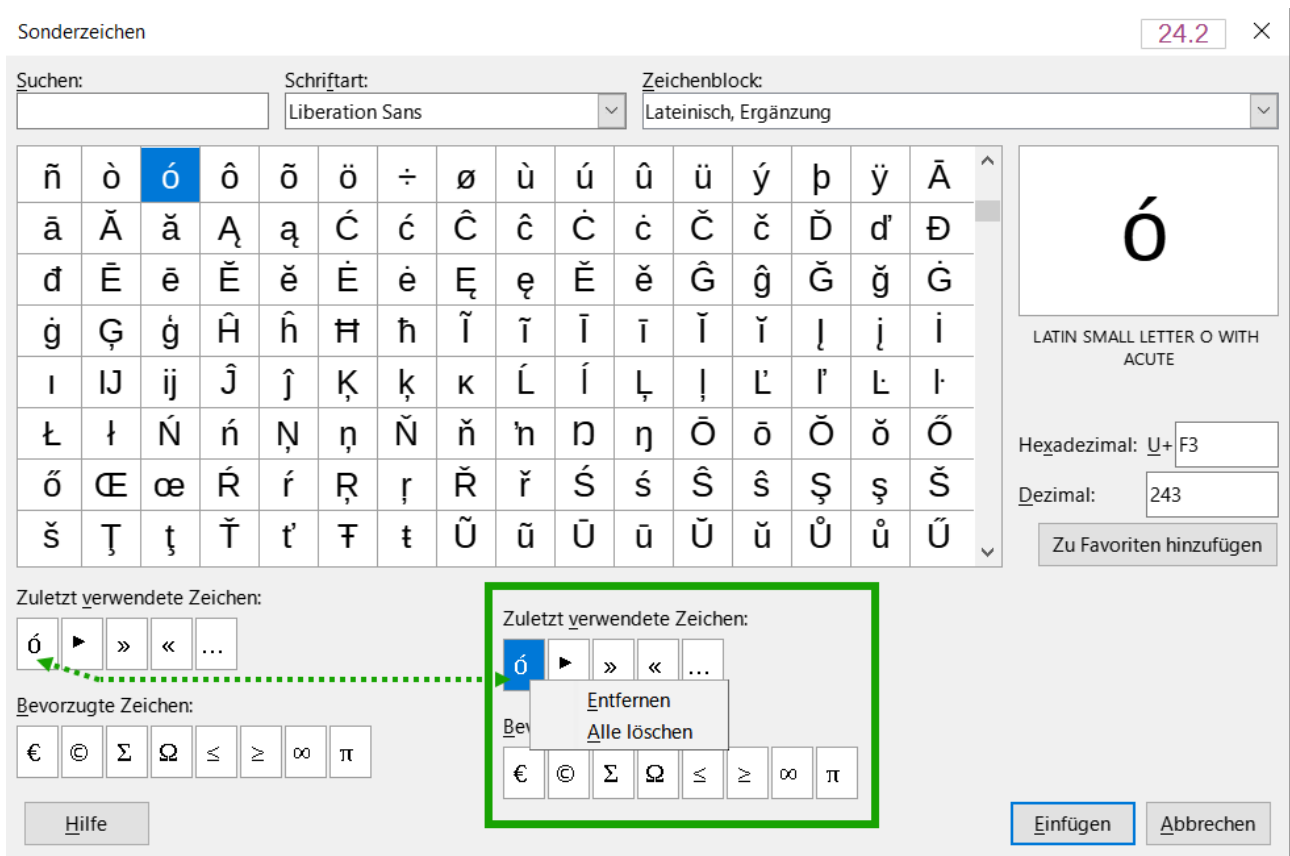 Sonderzeichen 24.2
Suchen: Schriftart: Zeichenblock:
Liberation Sans Lateinisch, Ergänzung
ñ ò ó ô õ ö ÷ ø ù ú û ü ý þ ÿ Ā
ā Ă ă Ą ą Ć ć Ĉ ĉ Ċ ċ Č č Ď ď Đ
đ Ē ē Ĕ ĕ Ė ė Ę ę Ě ě Ĝ ĝ Ğ ğ Ġ
ġ Ģ ģ Ĥ ĥ Ħ ħ Ĩ ĩ Ī ī Ĭ ĭ Į į İ
ı Ĳ ĳ Ĵ ĵ Ķ ķ ĸ Ĺ ĺ Ļ ļ Ľ ľ Ŀ ŀ
Ł ł Ń ń Ņ ņ Ň ň ŉ Ŋ ŋ Ō ō Ŏ ŏ Ő
ő Œ œ Ŕ ŕ Ŗ ŗ Ř ř Ś ś Ŝ ŝ Ş ş Š
š Ţ ţ Ť ť Ŧ ŧ Ũ ũ Ū ū Ŭ ŭ Ů ů Ű
ó
LATIN SMALL LETTER O WITH
ACUTE
Hexadezimal: U+ F3
Dezimal: 243
Zu Favoriten hinzufügen
Zuletzt verwendete Zeichen:
ó ► » « ...
Bevorzugte Zeichen:
€ © Σ Ω ≤ ≥ ∞ π
Zuletzt verwendete Zeichen:
ó ► » « ...
Entfernen
Alle löschen
€ © Σ Ω ≤ ≥ ∞ π
Hilfe Einfügen Abbrechen